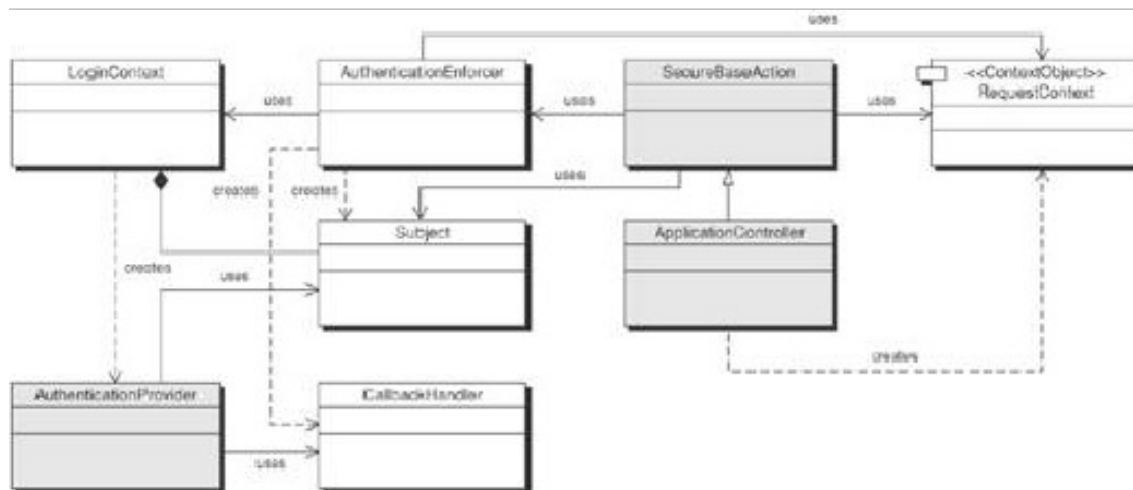 uses
LoginContext
AuthenticationEnforcer
SecureBaseAction
<<ContextObject>>
RequestContext
uses
uses
uses
creates
creates
uses
Subject
ApplicationController
creates
uses
creates
AuthenticationProvider
CallbackHandler
uses